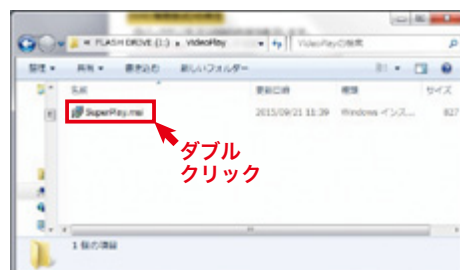 FLASH DRIVE (I:) ▸ VideoPlay
VideoPlayの検索
整理 ▼ 共有 ▼ 書き込む 新しいフォルダー
名前 更新日時 種類 サイズ
SuperPlay.msi 2015/09/21 11:39 Windows インス... 827
ダブル
クリック
1 個の項目